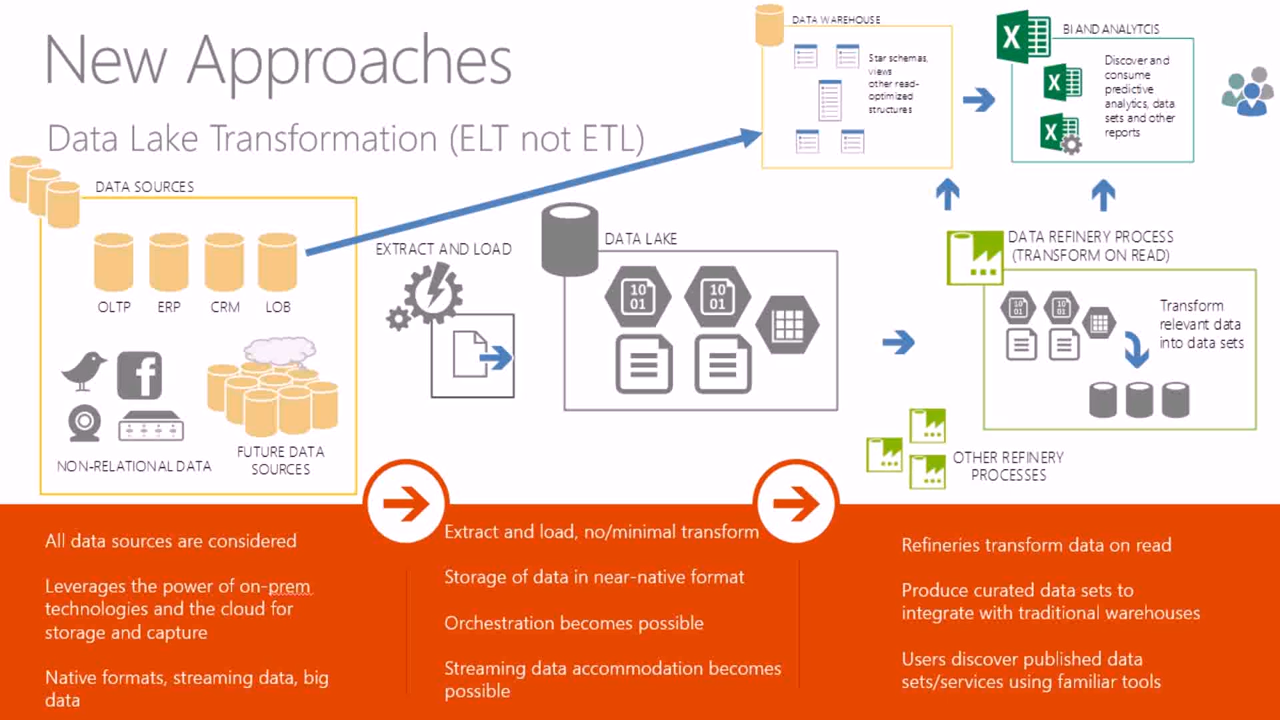 New Approaches
Data Lake Transformation (ELT not ETL)
DATA WAREHOUSE
Star schemas,
views
other read-
optimized
structures
BI AND ANALYTCIS
Discover and
consume
predictive
analytics, data
sets and other
reports
DATA SOURCES
OLTP
ERP
CRM
LOB
NON-RELATIONAL DATA
FUTURE DATA
SOURCES
EXTRACT AND LOAD
DATA LAKE
10
01
10
01
DATA REFINERY PROCESS
(TRANSFORM ON READ)
10
01
10
01
Transform
relevant data
into data sets
OTHER REFINERY
PROCESSES
All data sources are considered
Leverages the power of on-prem
technologies and the cloud for
storage and capture
Native formats, streaming data, big
data
Extract and load, no/minimal transform
Storage of data in near-native format
Orchestration becomes possible
Streaming data accommodation becomes
possible
Refineries transform data on read
Produce curated data sets to
integrate with traditional warehouses
Users discover published data
sets/services using familiar tools